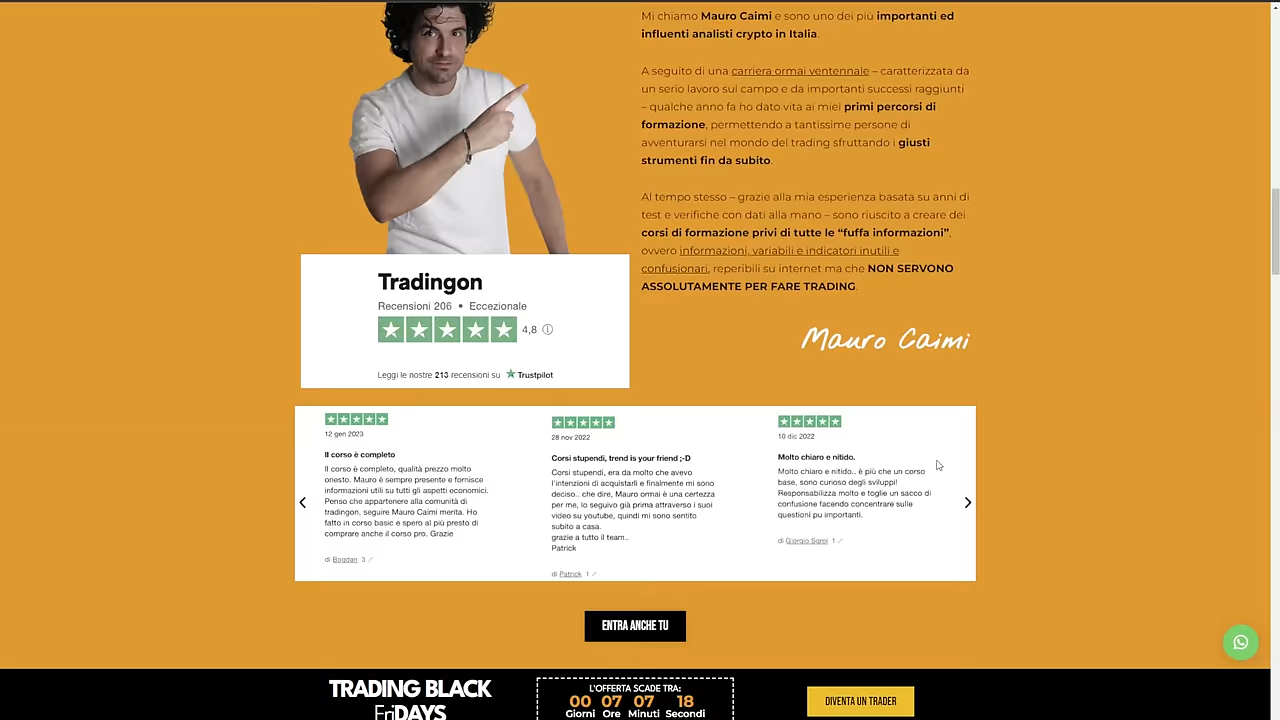 Mi chiamo Mauro Caimi e sono uno dei più importanti ed
influenti analisti crypto in Italia.
A seguito di una carriera ormai ventennale – caratterizzata da
un serio lavoro sul campo e da importanti successi raggiunti
– qualche anno fa ho dato vita ai miei primi percorsi di
formazione, permettendo a tantissime persone di
avventurarsi nel mondo del trading sfruttando i giusti
strumenti fin da subito.
Al tempo stesso – grazie alla mia esperienza basata su anni di
test e verifiche con dati alla mano – sono riuscito a creare dei
corsi di formazione privi di tutte le “fuffa informazioni”,
ovvero informazioni, variabili e indicatori inutili e
confusionari, reperibili su internet ma che NON SERVONO
ASSOLUTAMENTE PER FARE TRADING.
Mauro Caimi
Tradingon
Recensioni 206 • Eccezionale
4,8
Leggi le nostre 213 recensioni su Trustpilot
12 gen 2023
Il corso è completo
Il corso è completo, qualità prezzo molto
onesto. Mauro è sempre presente e fornisce
informazioni utili su tutti gli aspetti economici.
Penso che appartenere alla comunità di
tradingon, seguire Mauro Caimi merita. Ho
fatto in corso basic e spero al più presto di
comprare anche il corso pro. Grazie
di Bogdan 3
28 nov 2022
Corsi stupendi, trend is your friend ;-D
Corsi stupendi, era da molto che avevo
l'intenzioni di acquistarli e finalmente mi sono
deciso.. che dire, Mauro ormai è una certezza
per me, lo seguivo già prima attraverso i suoi
video su youtube, quindi mi sono sentito
subito a casa.
grazie a tutto il team..
Patrick
di Patrick 1
10 dic 2022
Molto chiaro e nitido.
Molto chiaro e nitido.. è più che un corso
base, sono curioso degli sviluppi!
Responsabilizza molto e toglie un sacco di
confusione facendo concentrare sulle
questioni pu importanti.
di Giorgio Sgroi 1
ENTRA ANCHE TU
TRADING BLACK
FriDAYS
L'OFFERTA SCADE TRA:
00 07 07 18
Giorni Ore Minuti Secondi
DIVENTA UN TRADER